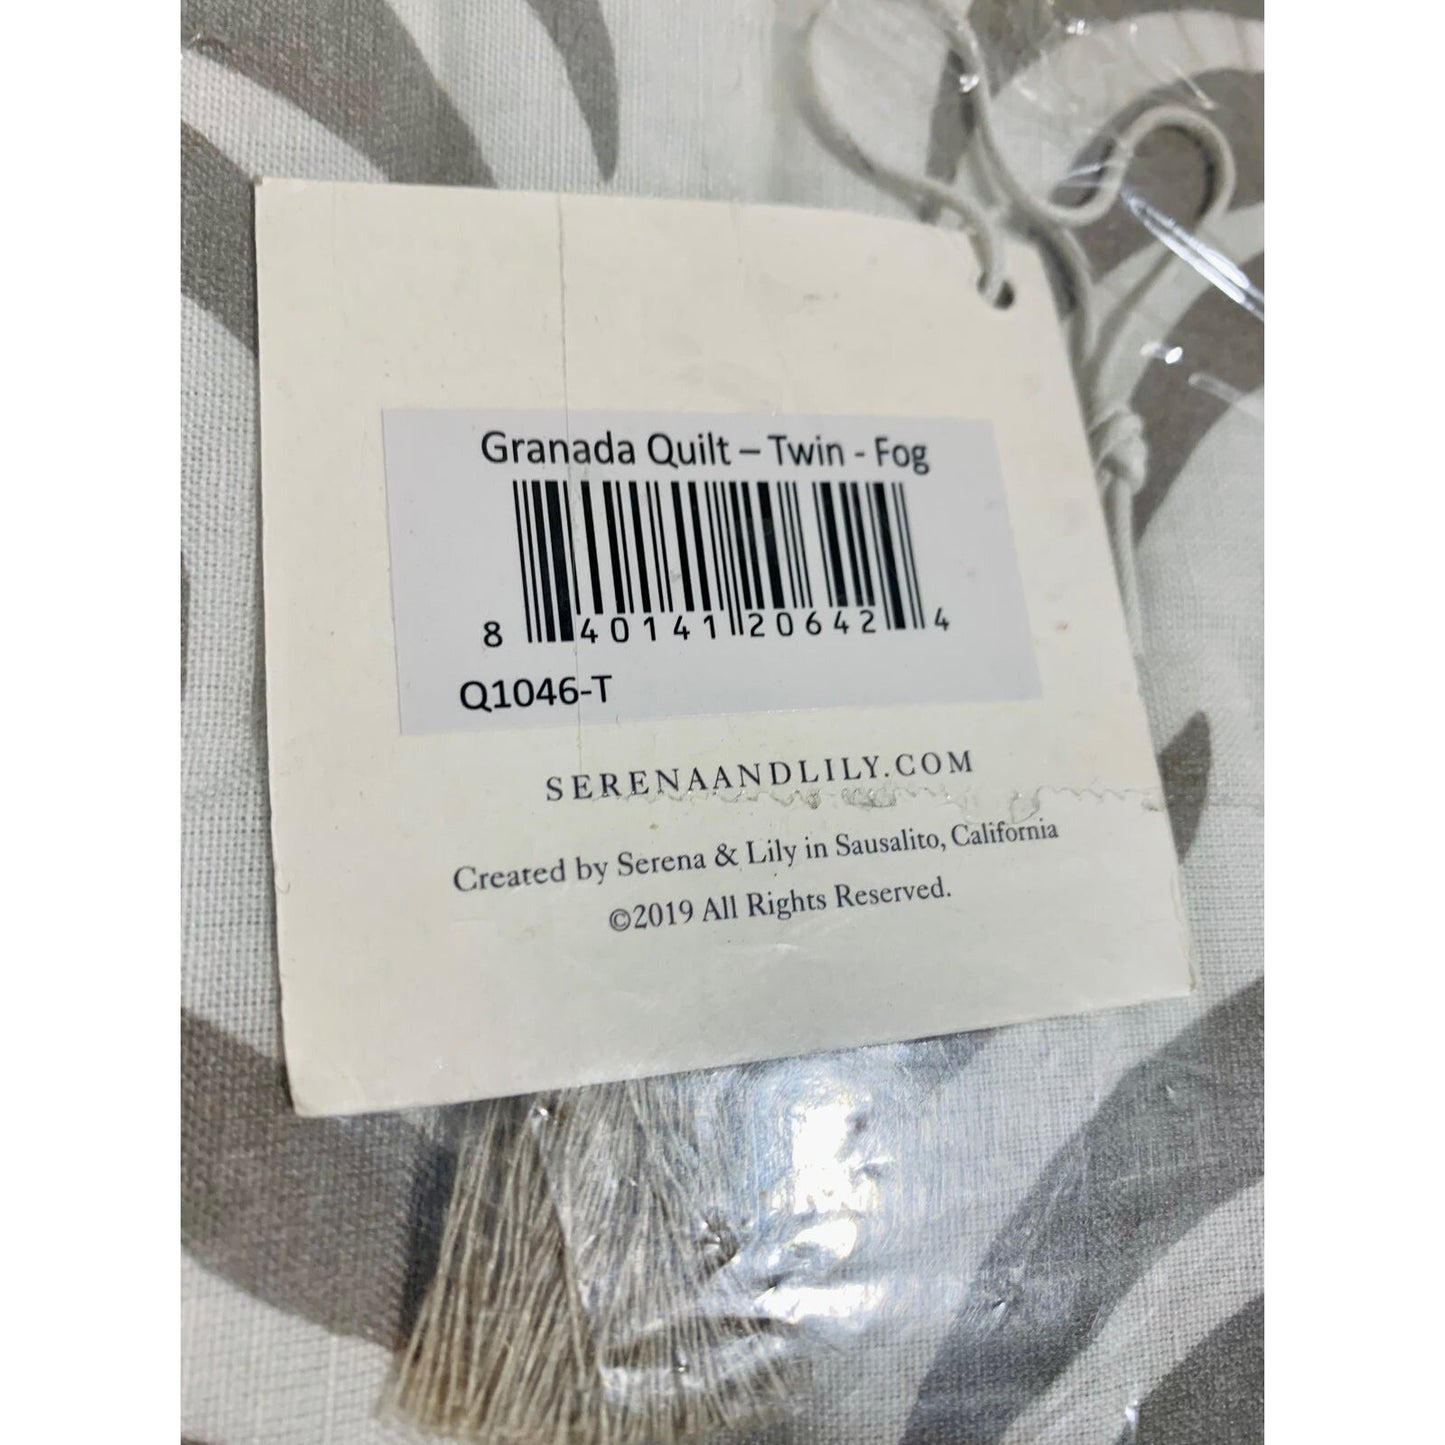 Granada Quilt – Twin - Fog
8 40141 20642 4
Q1046-T
SERENAANDLILY.COM
Created by Serena & Lily in Sausalito, California
©2019 All Rights Reserved.